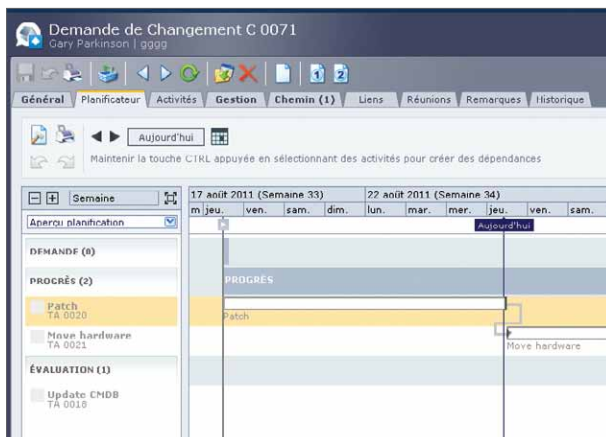 Demande de Changement C 0071
Gary Parkinson | gggg
1 2
Général Planificateur Activités Gestion Chemin (1) Liens Réunions Remarques Historique
Aujourd'hui
Maintenir la touche CTRL appuyée en sélectionnant des activités pour créer des dépendances
Semaine 17 août 2011 (Semaine 33) 22 août 2011 (Semaine 34)
m jeu. ven. sam. dim. lun. mar. mer. jeu. ven. sam.
Aperçu planification Aujourd'hui
DEMANDE (0)
PROGRÈS (2) PROGRÈS
Patch
TA 0020 Patch
Move hardware
TA 0021 Move hardware
ÉVALUATION (1)
Update CMDB
TA 0018